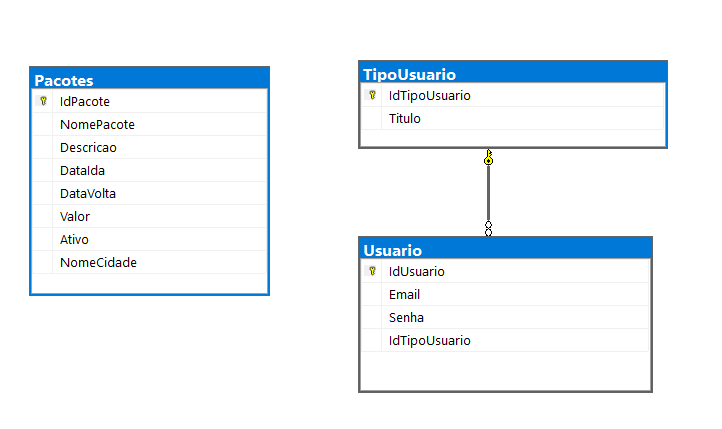 Pacotes
IdPacote
NomePacote
Descricao
DataIda
DataVolta
Valor
Ativo
NomeCidade
TipoUsuario
IdTipoUsuario
Titulo
Usuario
IdUsuario
Email
Senha
IdTipoUsuario